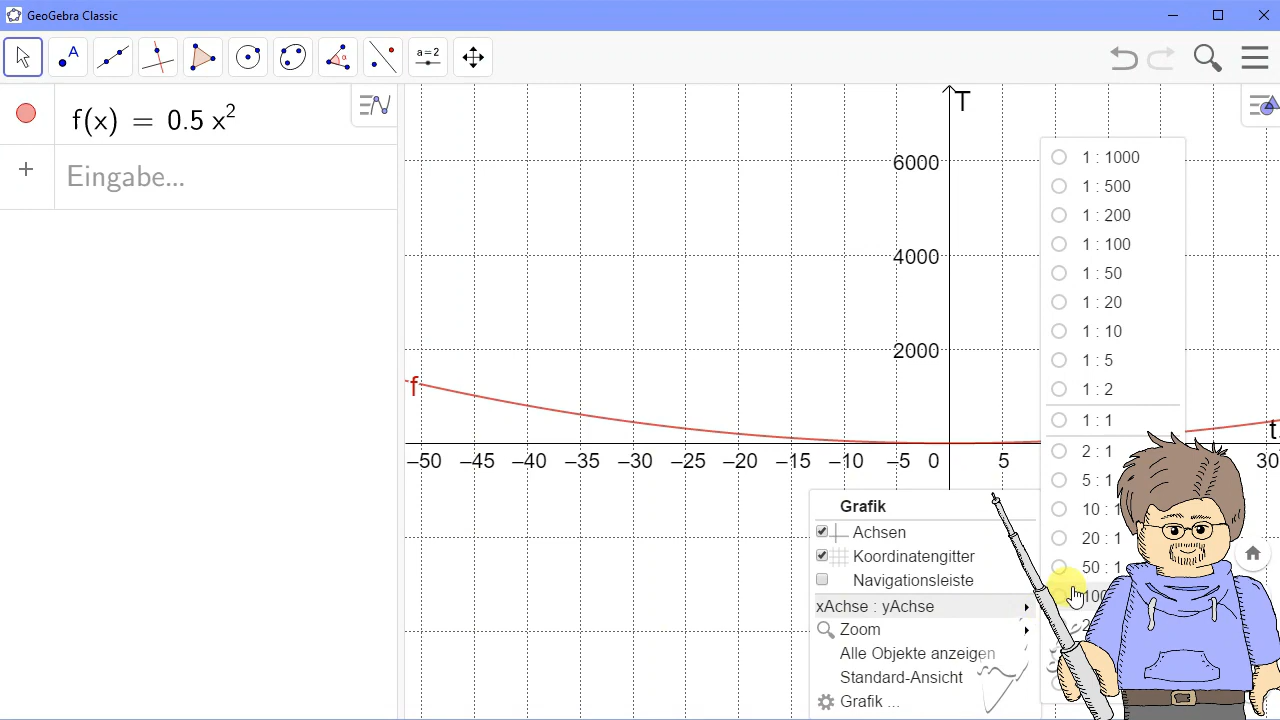 GeoGebra Classic
A
a=2
f(x) = 0.5 x²
Eingabe...
T
6000
4000
2000
f
t
–50 –45 –40 –35 –30 –25 –20 –15 –10 –5 0 5 30
Grafik
Achsen
Koordinatengitter
Navigationsleiste
xAchse : yAchse
Zoom
Alle Objekte anzeigen
Standard-Ansicht
Grafik ...
1 : 1000
1 : 500
1 : 200
1 : 100
1 : 50
1 : 20
1 : 10
1 : 5
1 : 2
1 : 1
2 : 1
5 : 1
10 : 1
20 : 1
50 : 1